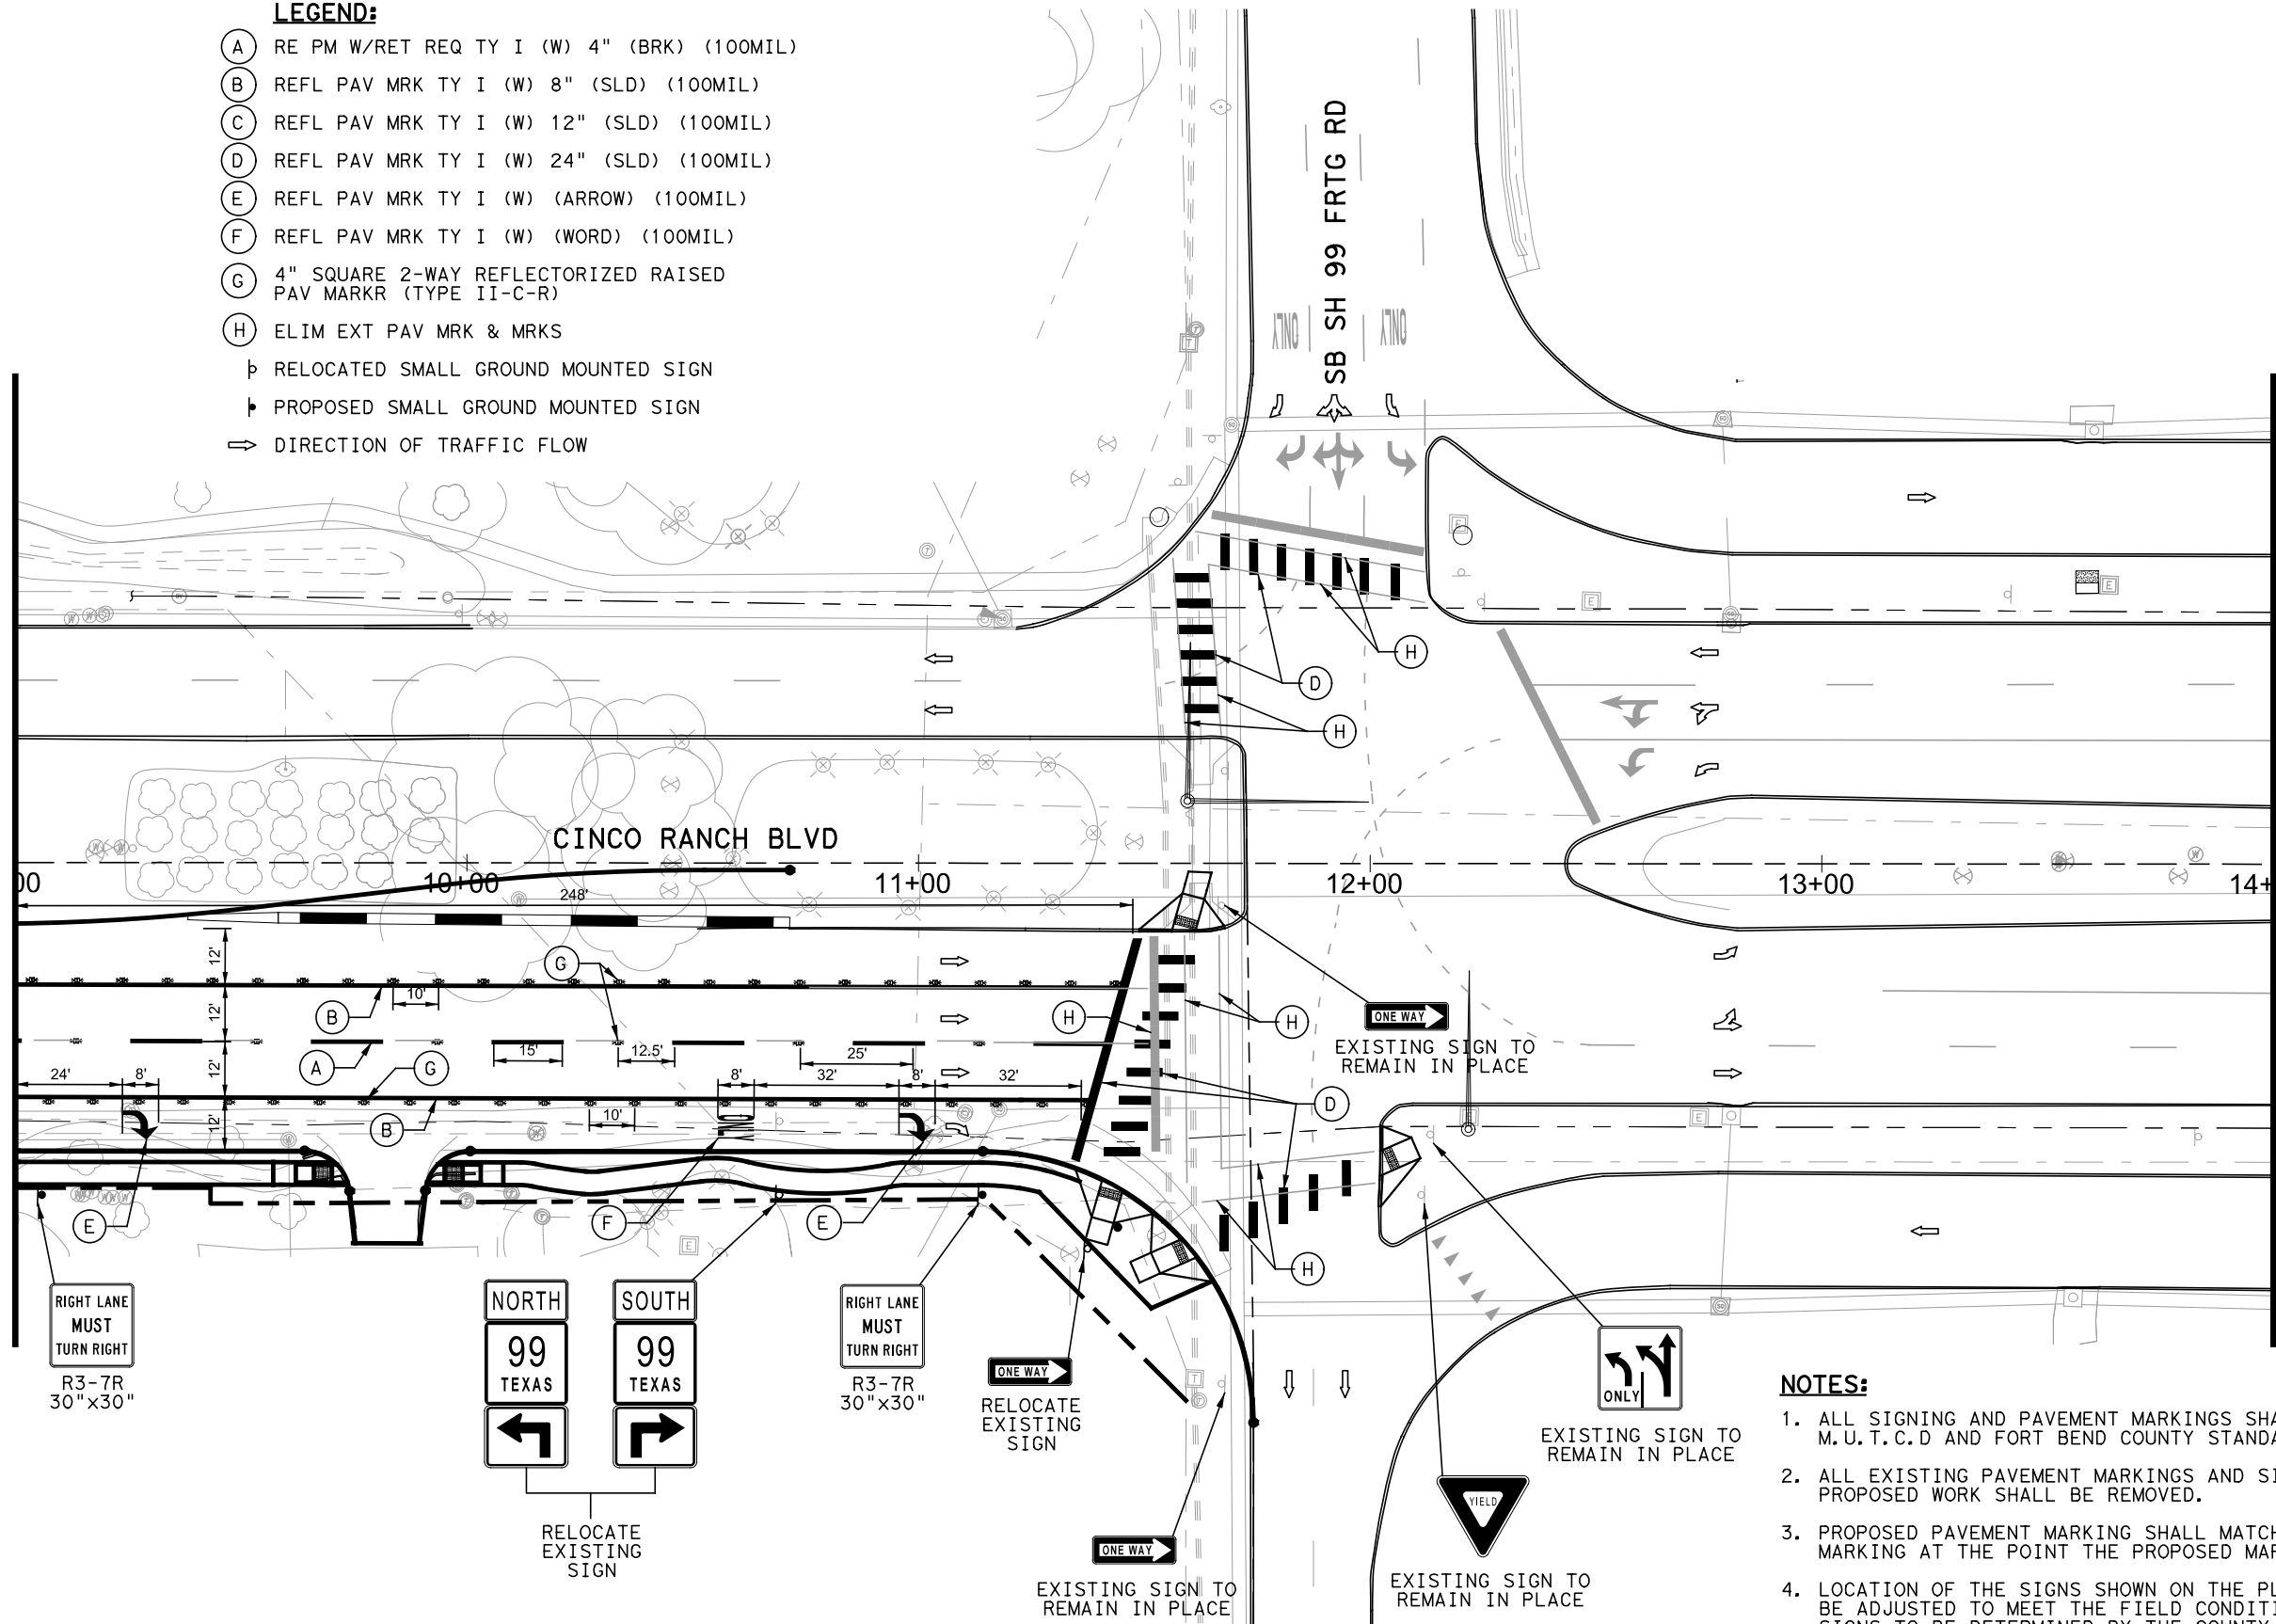 LEGEND:
A RE PM W/RET REQ TY I (W) 4" (BRK) (100MIL)
B REFL PAV MRK TY I (W) 8" (SLD) (100MIL)
C REFL PAV MRK TY I (W) 12" (SLD) (100MIL)
D REFL PAV MRK TY I (W) 24" (SLD) (100MIL)
E REFL PAV MRK TY I (W) (ARROW) (100MIL)
F REFL PAV MRK TY I (W) (WORD) (100MIL)
G 4" SQUARE 2-WAY REFLECTORIZED RAISED
PAV MARKR (TYPE II-C-R)
H ELIM EXT PAV MRK & MRKS
RELOCATED SMALL GROUND MOUNTED SIGN
PROPOSED SMALL GROUND MOUNTED SIGN
DIRECTION OF TRAFFIC FLOW
SB SH 99 FRTG RD
ONLY
ONLY
H
D
H
CINCO RANCH BLVD
00
10+00
11+00
12+00
13+00
14+
248'
12'
G
10'
12'
B
H
H
ONE WAY
EXISTING SIGN TO
REMAIN IN PLACE
15'
12.5'
25'
A
G
12'
24'
8'
8'
32'
8'
32'
10'
12'
B
D
E
F
E
H
RIGHT LANE
MUST
TURN RIGHT
R3-7R
30"x30"
NORTH
99
TEXAS
SOUTH
99
TEXAS
RELOCATE
EXISTING
SIGN
RIGHT LANE
MUST
TURN RIGHT
R3-7R
30"x30"
ONE WAY
RELOCATE
EXISTING
SIGN
ONE WAY
EXISTING SIGN TO
REMAIN IN PLACE
YIELD
EXISTING SIGN TO
REMAIN IN PLACE
ONLY
EXISTING SIGN TO
REMAIN IN PLACE
NOTES:
1. ALL SIGNING AND PAVEMENT MARKINGS SHA
M.U.T.C.D AND FORT BEND COUNTY STANDA
2. ALL EXISTING PAVEMENT MARKINGS AND SI
PROPOSED WORK SHALL BE REMOVED.
3. PROPOSED PAVEMENT MARKING SHALL MATCH
MARKING AT THE POINT THE PROPOSED MAR
4. LOCATION OF THE SIGNS SHOWN ON THE PL
BE ADJUSTED TO MEET THE FIELD CONDITI
SIGNS TO BE DETERMINED BY THE COUNTY